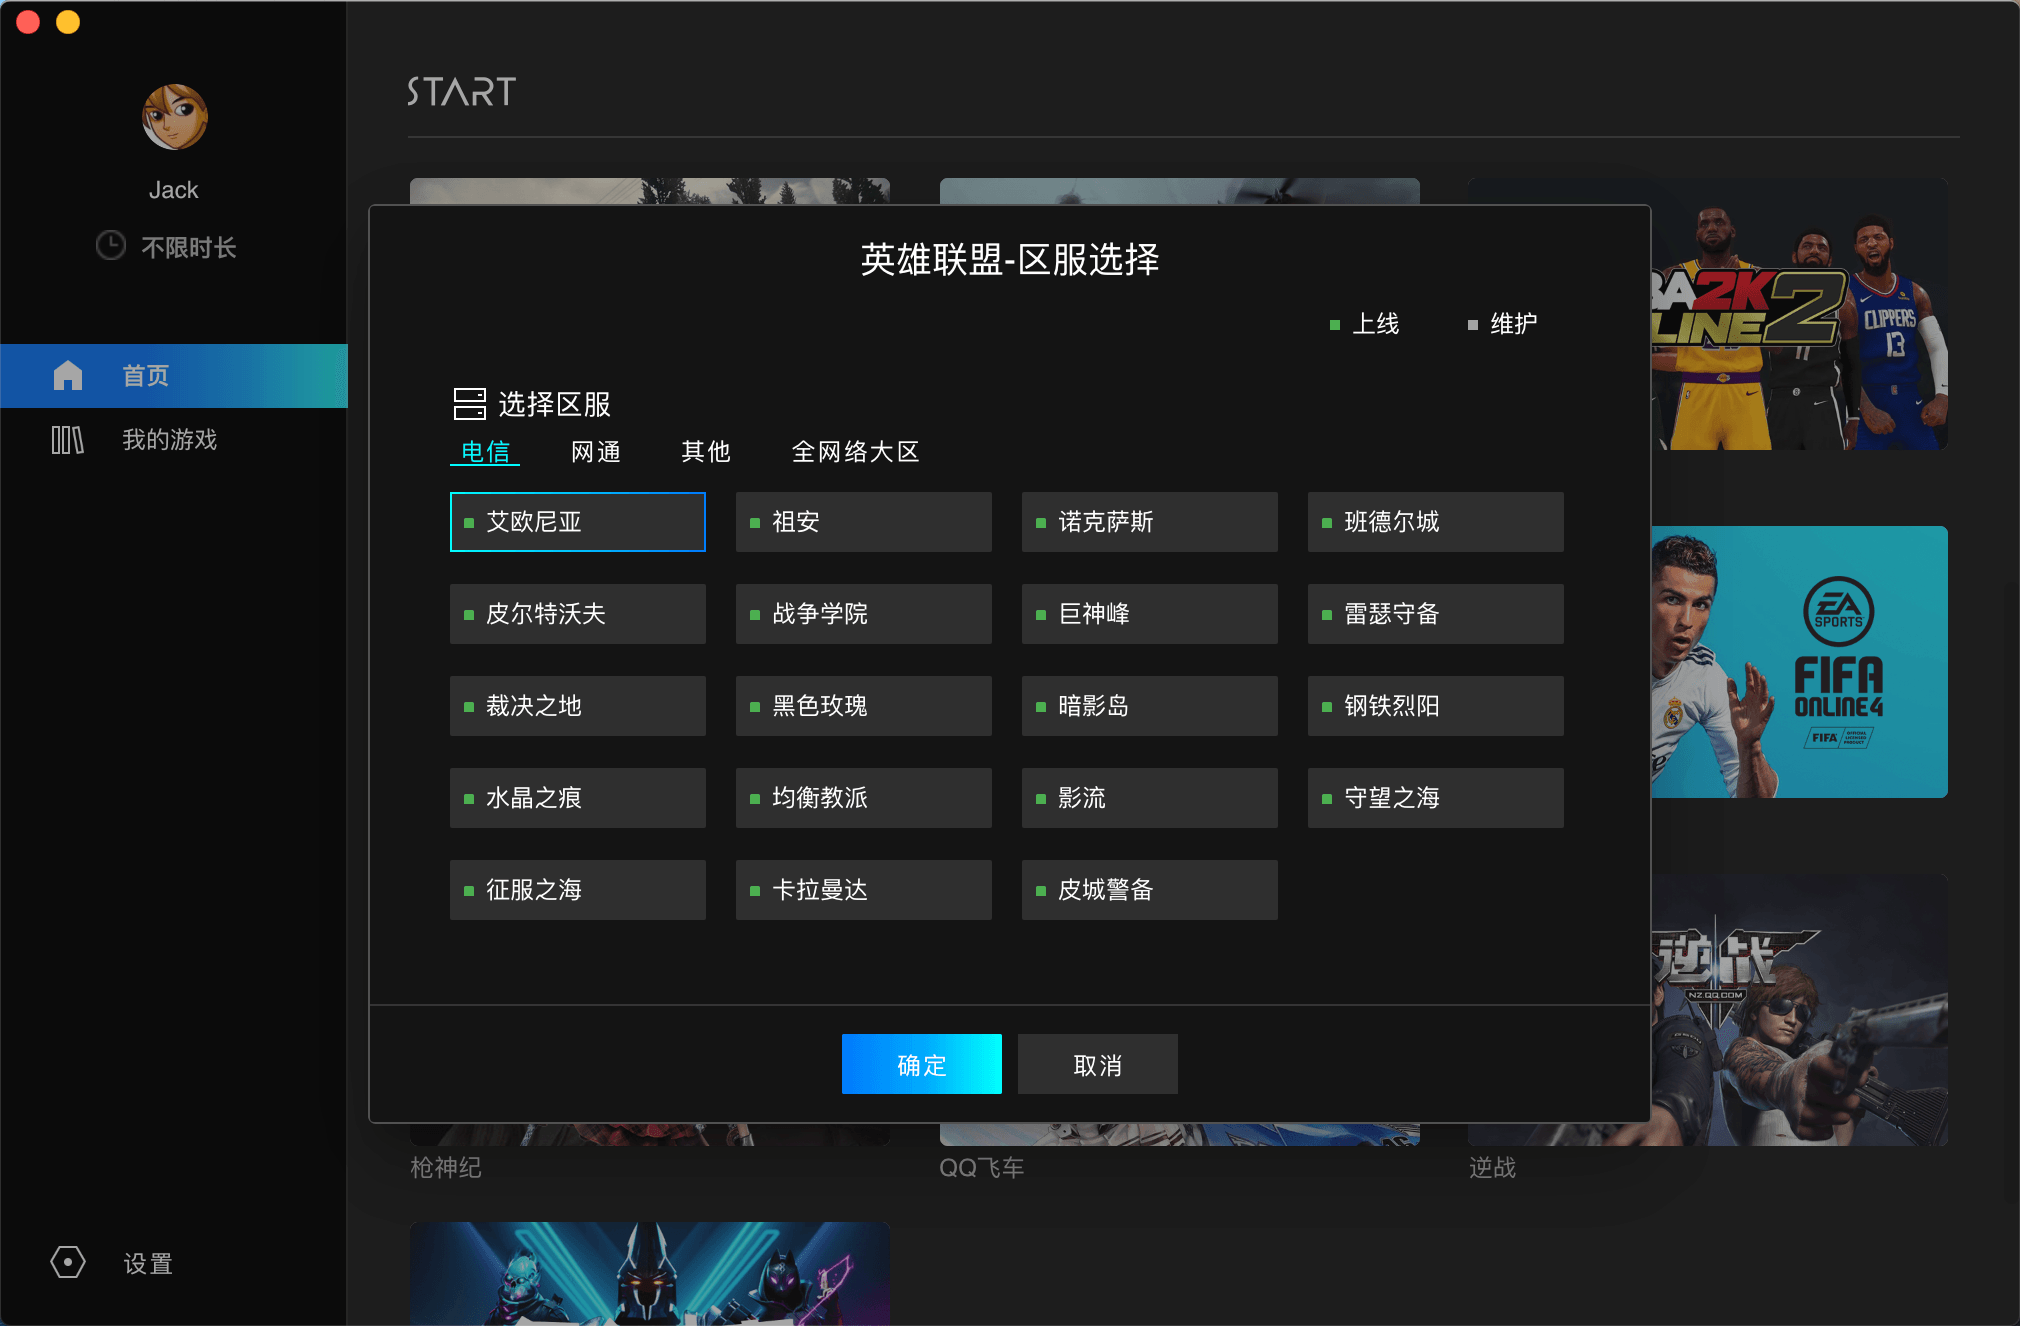 START
Jack
不限时长
首页
我的游戏
设置
英雄联盟-区服选择
上线
维护
选择区服
电信
网通
其他
全网络大区
艾欧尼亚
祖安
诺克萨斯
班德尔城
皮尔特沃夫
战争学院
巨神峰
雷瑟守备
裁决之地
黑色玫瑰
暗影岛
钢铁烈阳
水晶之痕
均衡教派
影流
守望之海
征服之海
卡拉曼达
皮城警备
确定
取消
BA2K
LINE 2
CLIPPERS
13
11
EA
SPORTS
FIFA
ONLINE4
FIFA
逆战
NZ.QQ.COM
枪神纪
QQ飞车
逆战